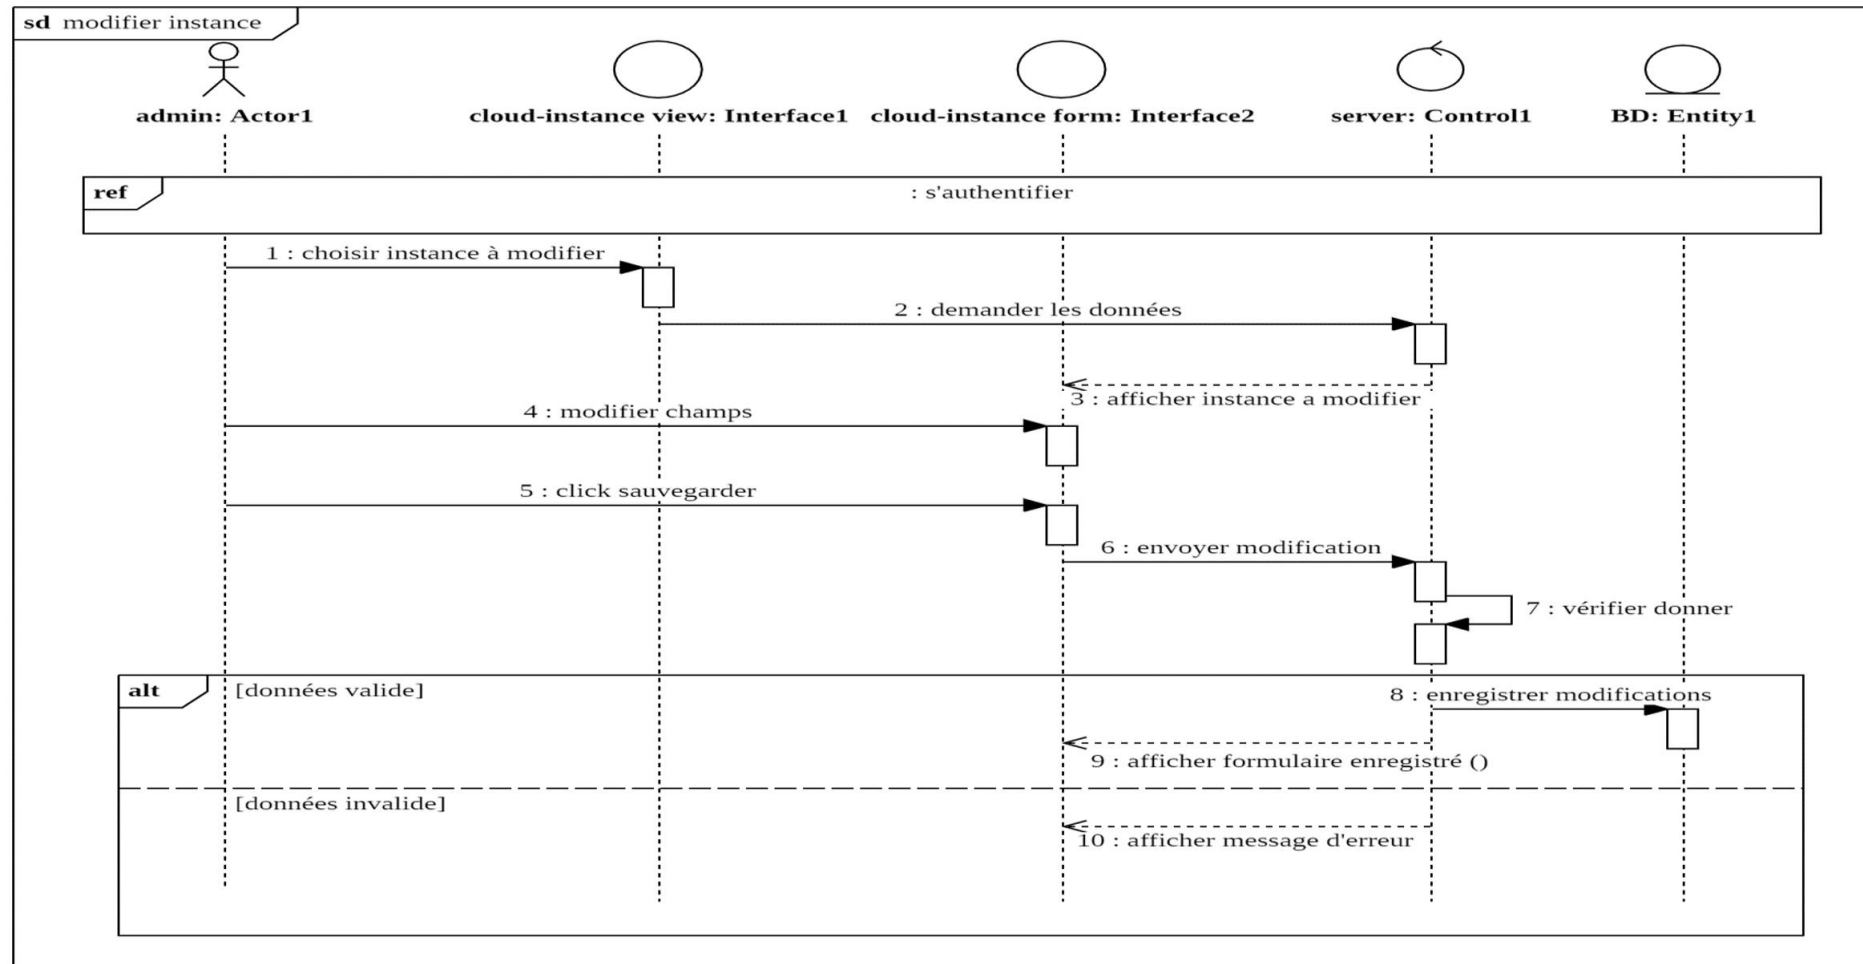 sd modifier instance
admin: Actor1
cloud-instance view: Interface1
cloud-instance form: Interface2
server: Control1
BD: Entity1
ref
: s'authentifier
1 : choisir instance à modifier
2 : demander les données
3 : afficher instance a modifier
4 : modifier champs
5 : click sauvegarder
6 : envoyer modification
7 : vérifier donner
alt
[données valide]
8 : enregistrer modifications
9 : afficher formulaire enregistré ()
[données invalide]
10 : afficher message d'erreur